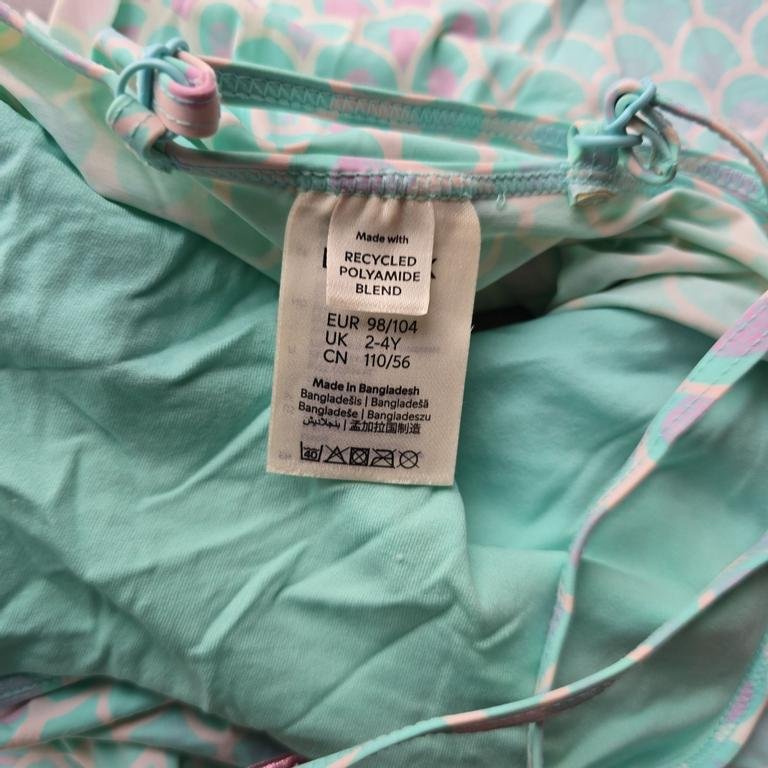 Made with
RECYCLED
POLYAMIDE
BLEND
EUR 98/104
UK 2-4Y
CN 110/56
Made in Bangladesh
Bangladešis | Bangladešā
Bangladeše | Bangladeszu
بنجلاديش | 孟加拉国制造
40